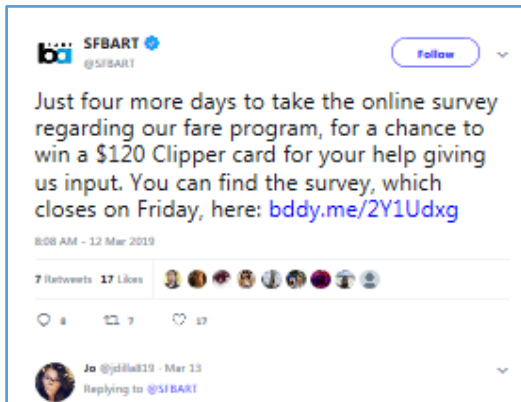 SFBART
@SFBART
Follow
Just four more days to take the online survey
regarding our fare program, for a chance to
win a $120 Clipper card for your help giving
us input. You can find the survey, which
closes on Friday, here: bddy.me/2Y1Udxg
8:08 AM - 12 Mar 2019
7 Retweets 17 Likes
8 7 17
Jo @jdilla819 · Mar 13
Replying to @SFBART